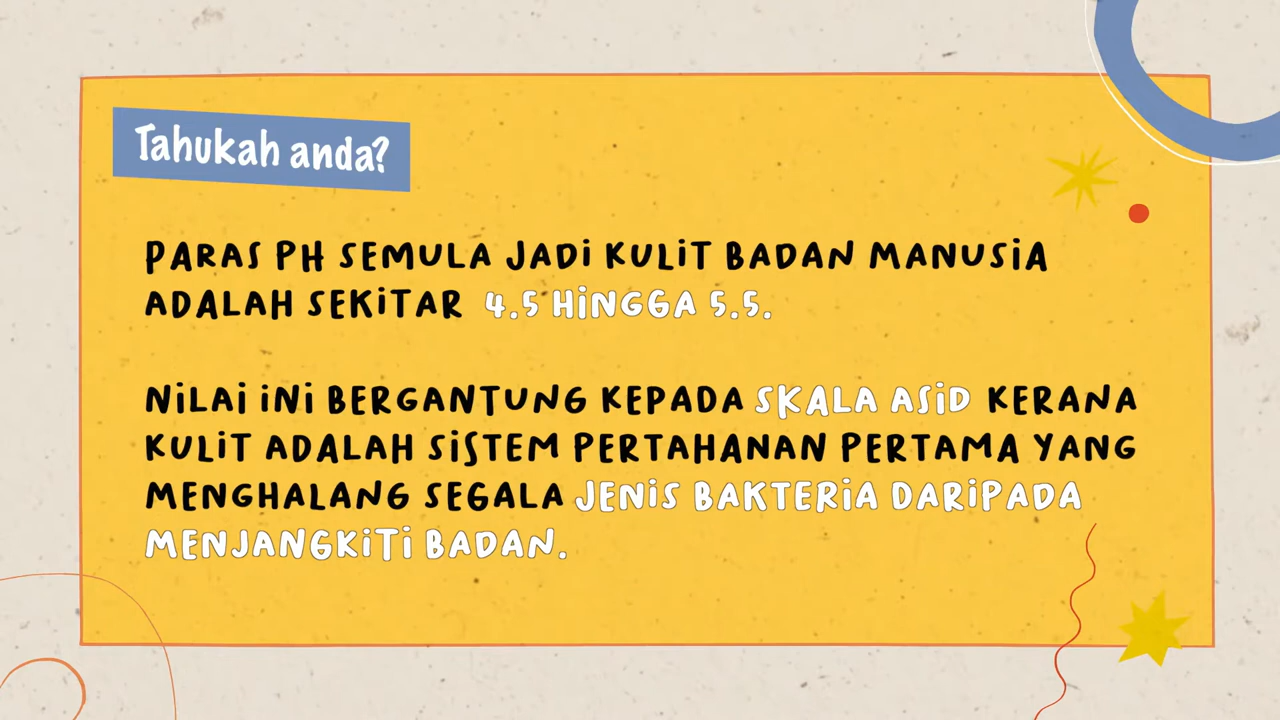 Tahukah anda?
PARAS PH SEMULA JADI KULIT BADAN MANUSIA
ADALAH SEKITAR 4.5 HINGGA 5.5.
NILAI INI BERGANTUNG KEPADA SKALA ASID KERANA
KULIT ADALAH SISTEM PERTAHANAN PERTAMA YANG
MENGHALANG SEGALA JENIS BAKTERIA DARIPADA
MENJANGKITI BADAN.